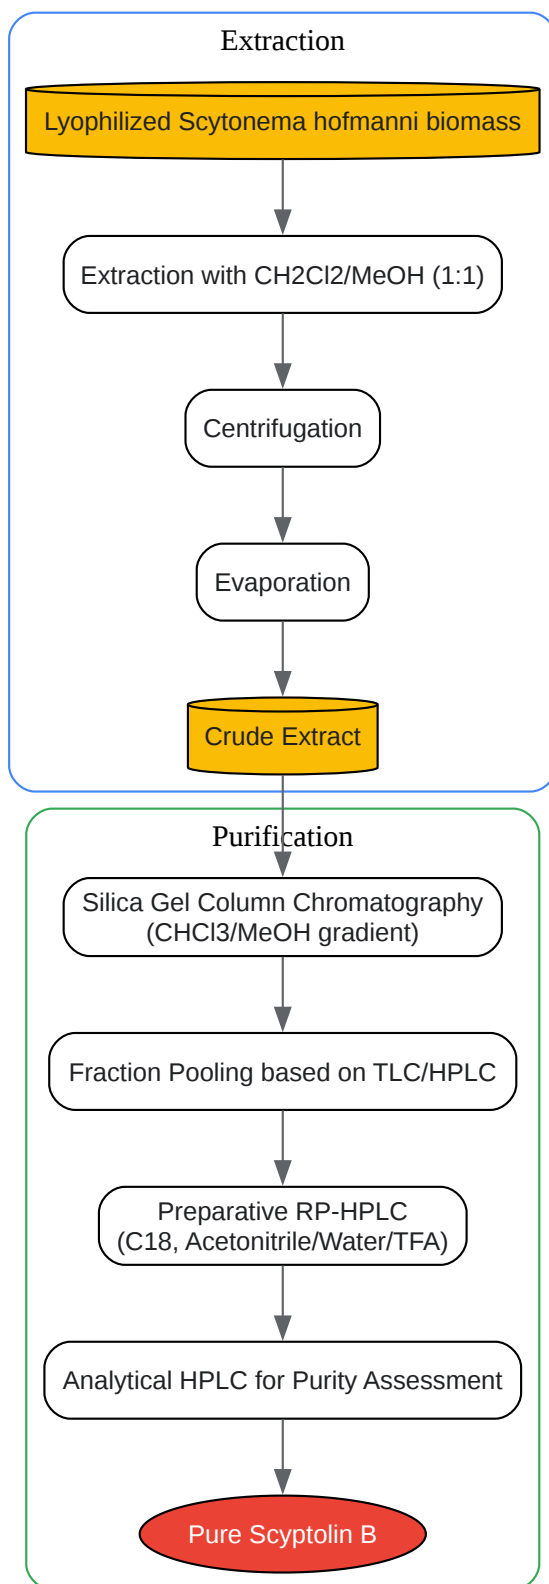 Extraction
Lyophilized Scytonema hofmanni biomass
Extraction with CH2Cl2/MeOH (1:1)
Centrifugation
Evaporation
Crude Extract
Purification
Silica Gel Column Chromatography
(CHCl3/MeOH gradient)
Fraction Pooling based on TLC/HPLC
Preparative RP-HPLC
(C18, Acetonitrile/Water/TFA)
Analytical HPLC for Purity Assessment
Pure Scyptolin B